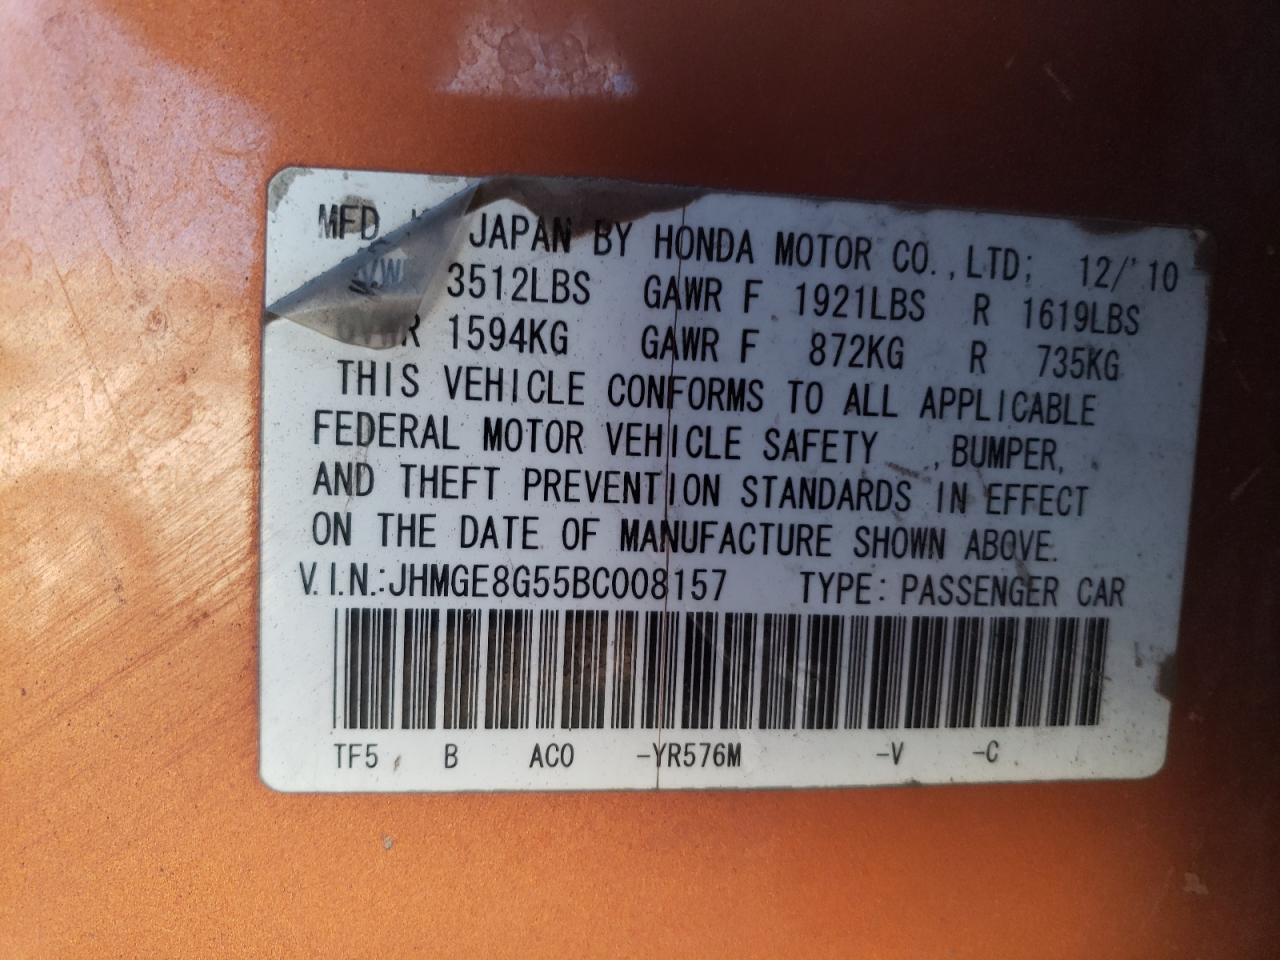 MFD JAPAN BY HONDA MOTOR CO.,LTD; 12/'10
3512LBS GAWR F 1921LBS R 1619LBS
GVWR 1594KG GAWR F 872KG R 735KG
THIS VEHICLE CONFORMS TO ALL APPLICABLE
FEDERAL MOTOR VEHICLE SAFETY , BUMPER,
AND THEFT PREVENTION STANDARDS IN EFFECT
ON THE DATE OF MANUFACTURE SHOWN ABOVE.
V.I.N.:JHMGE8G55BC008157 TYPE: PASSENGER CAR
TF5 B AC0 -YR576M -V -C